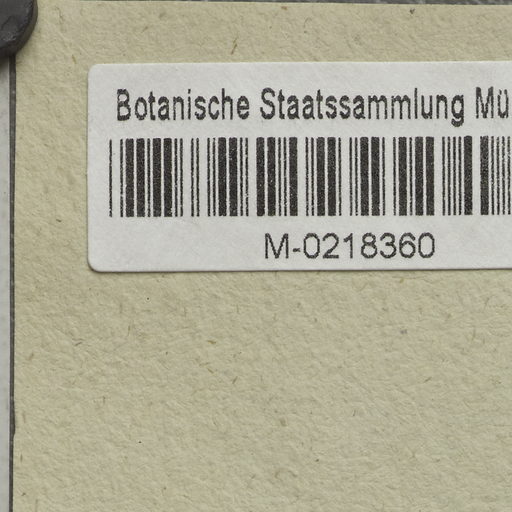 Botanische Staatssammlung Mü
M-0218360